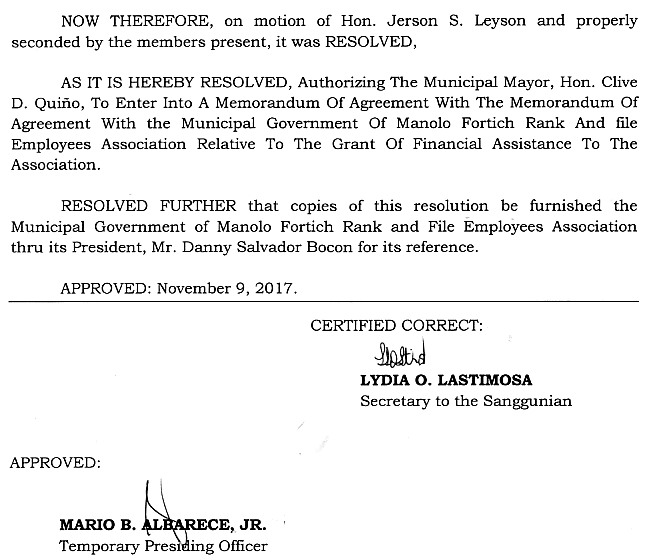 NOW THEREFORE, on motion of Hon. Jerson S. Leyson and properly
seconded by the members present, it was RESOLVED,
AS IT IS HEREBY RESOLVED, Authorizing The Municipal Mayor, Hon. Clive
D. Quiño, To Enter Into A Memorandum Of Agreement With The Memorandum Of
Agreement With the Municipal Government Of Manolo Fortich Rank And file
Employees Association Relative To The Grant Of Financial Assistance To The
Association.
RESOLVED FURTHER that copies of this resolution be furnished the
Municipal Government of Manolo Fortich Rank and File Employees Association
thru its President, Mr. Danny Salvador Bocon for its reference.
APPROVED: November 9, 2017.
CERTIFIED CORRECT:
LYDIA O. LASTIMOSA
Secretary to the Sanggunian
APPROVED:
MARIO B. ALBARECE, JR.
Temporary Presiding Officer